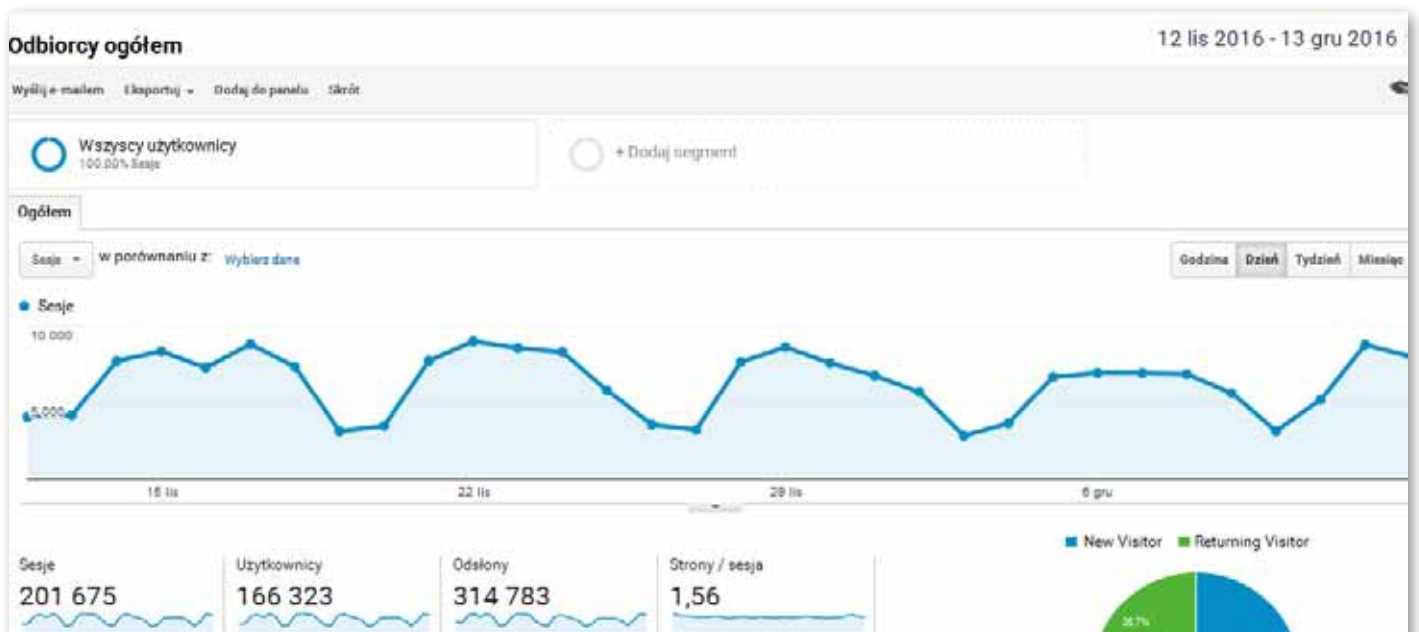 Odbiorcy ogółem
12 lis 2016 - 13 gru 2016
Wyślij e-mailem Eksportuj Dodaj do panelu Skrót
Wszyscy użytkownicy
100.00% Sesje
+ Dodaj segment
Ogółem
Sesje w porównaniu z: Wybierz dane
Godzina Dzień Tydzień Miesiąc
Sesje
10 000
5,000
15 lis 22 lis 29 lis 6 gru
New Visitor Returning Visitor
Sesje Użytkownicy Odsłony Strony / sesja
201 675 166 323 314 783 1,56